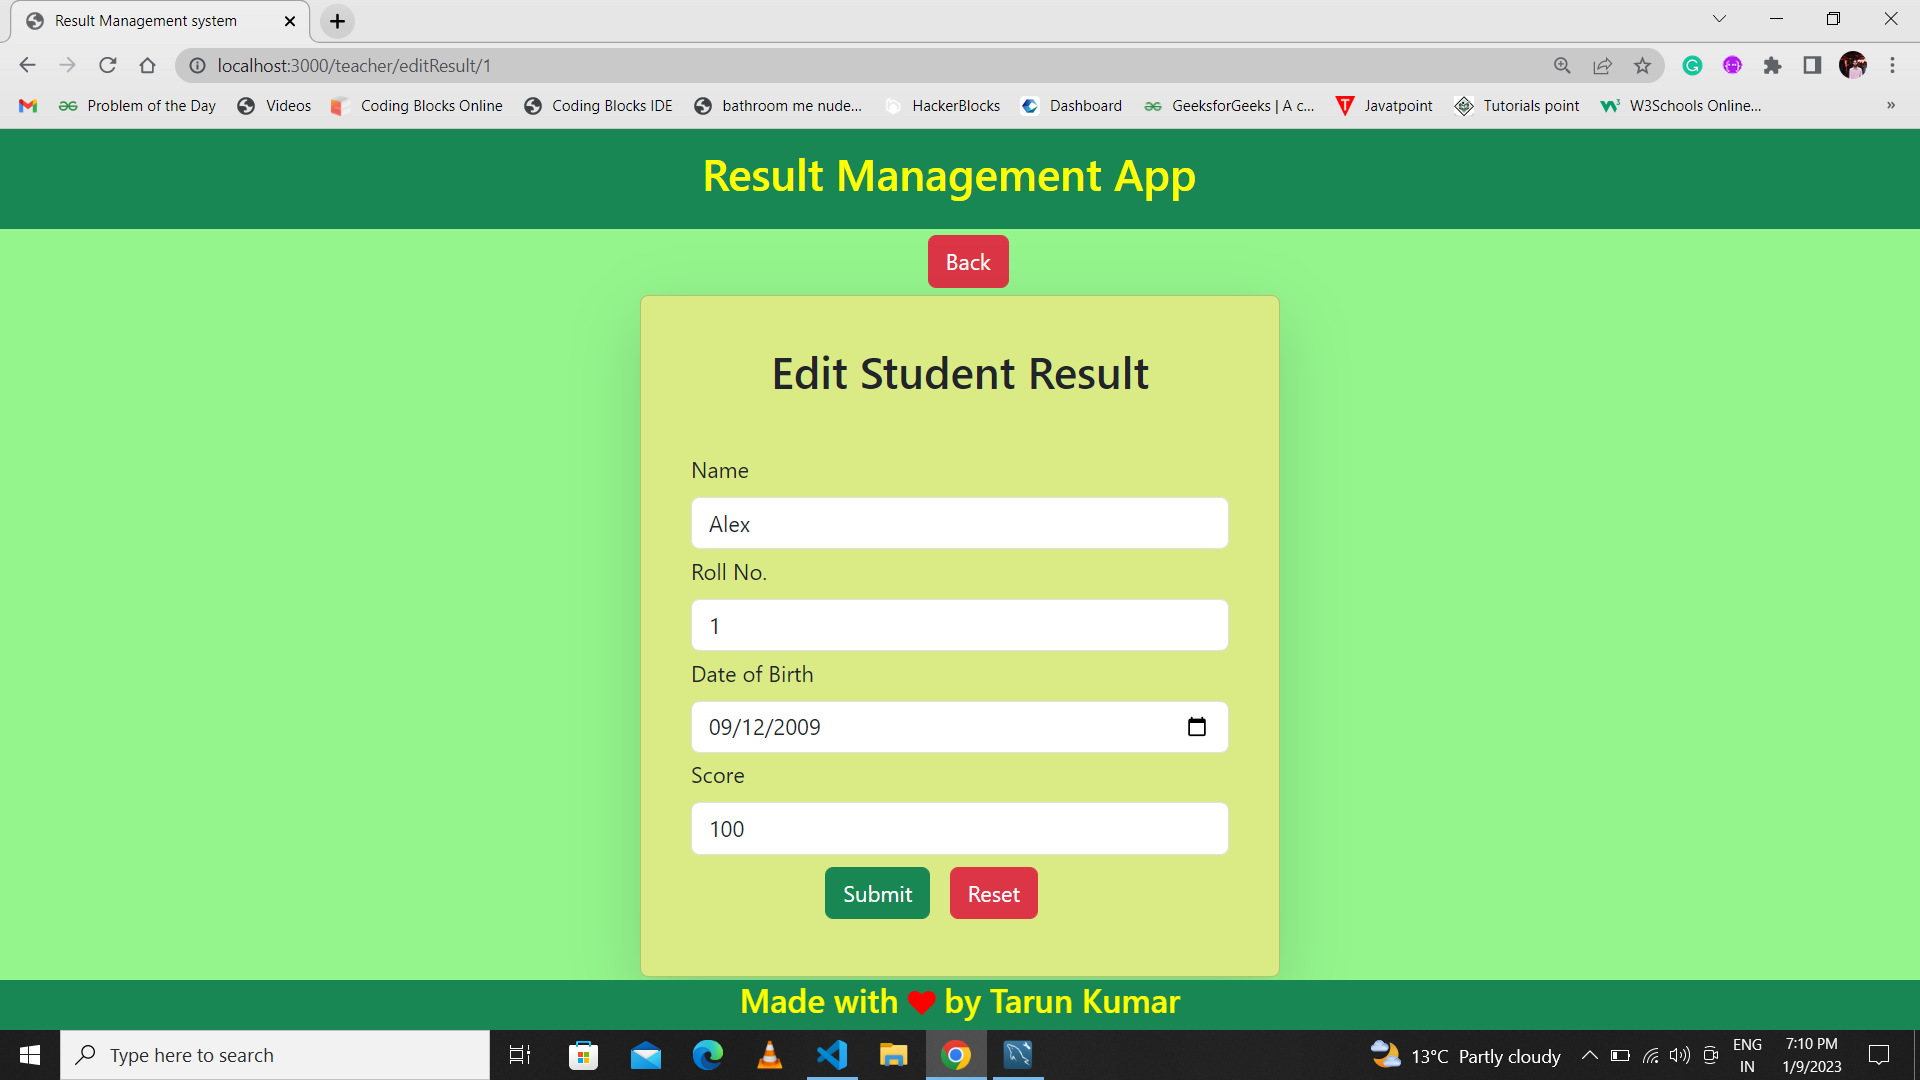 Result Management system
localhost:3000/teacher/editResult/1
Problem of the Day Videos Coding Blocks Online Coding Blocks IDE bathroom me nude... HackerBlocks Dashboard GeeksforGeeks | A c... Javatpoint Tutorials point W3Schools Online... »
Result Management App
Back
Edit Student Result
Name
Alex
Roll No.
1
Date of Birth
09/12/2009
Score
100
Submit Reset
Made with ❤ by Tarun Kumar
Type here to search
13°C Partly cloudy
ENG
IN
7:10 PM
1/9/2023